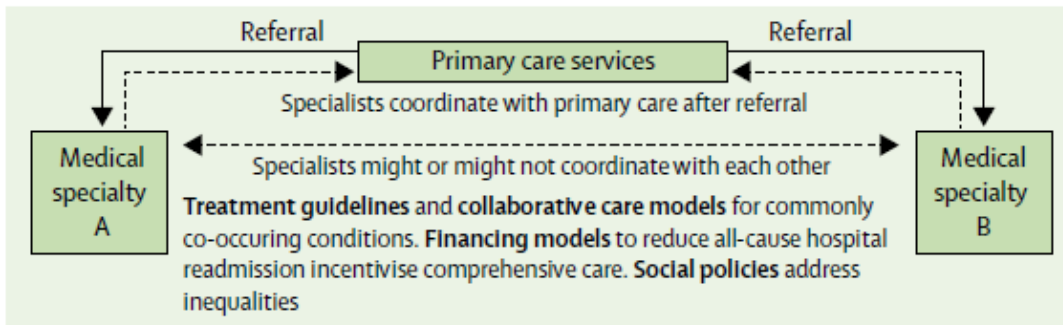 Referral
Referral
Primary care services
Specialists coordinate with primary care after referral
Medical
specialty
A
Specialists might or might not coordinate with each other
Medical
specialty
B
Treatment guidelines and collaborative care models for commonly
co-occuring conditions. Financing models to reduce all-cause hospital
readmission incentivise comprehensive care. Social policies address
inequalities